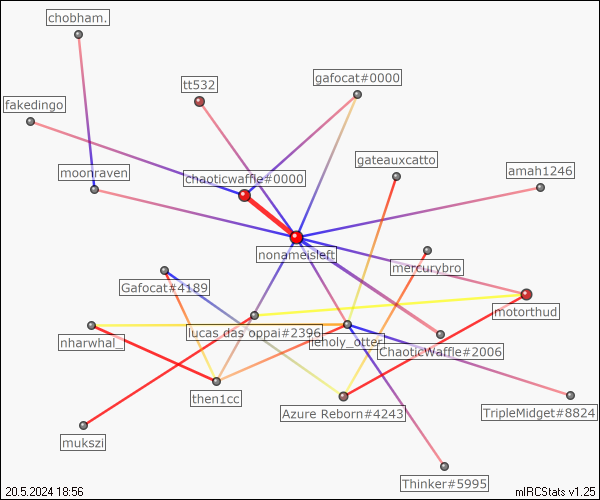 chobham.
tt532
gafocat#0000
fakedingo
gateauxcatto
moonraven
chaoticwaffle#0000
amah1246
nonameisleft
mercurybro
Gafocat#4189
motorthud
lucas das oppai#2396
ieholy_otter
nharwhal_
ChaoticWaffle#2006
then1cc
Azure Reborn#4243
TripleMidget#8824
mukszi
Thinker#5995
20.5.2024 18:56
mIRCStats v1.25